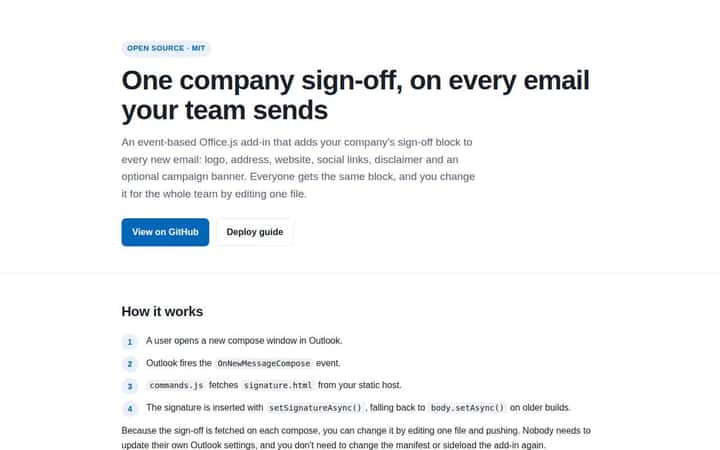 OPEN SOURCE · MIT
One company sign-off, on every email
your team sends
An event-based Office.js add-in that adds your company's sign-off block to
every new email: logo, address, website, social links, disclaimer and an
optional campaign banner. Everyone gets the same block, and you change
it for the whole team by editing one file.
View on GitHub Deploy guide
How it works
1 A user opens a new compose window in Outlook.
2 Outlook fires the OnNewMessageCompose event.
3 commands.js fetches signature.html from your static host.
4 The signature is inserted with setSignatureAsync(), falling back to body.setAsync() on older builds.
Because the sign-off is fetched on each compose, you can change it by editing one file and pushing. Nobody needs to
update their own Outlook settings, and you don't need to change the manifest or sideload the add-in again.